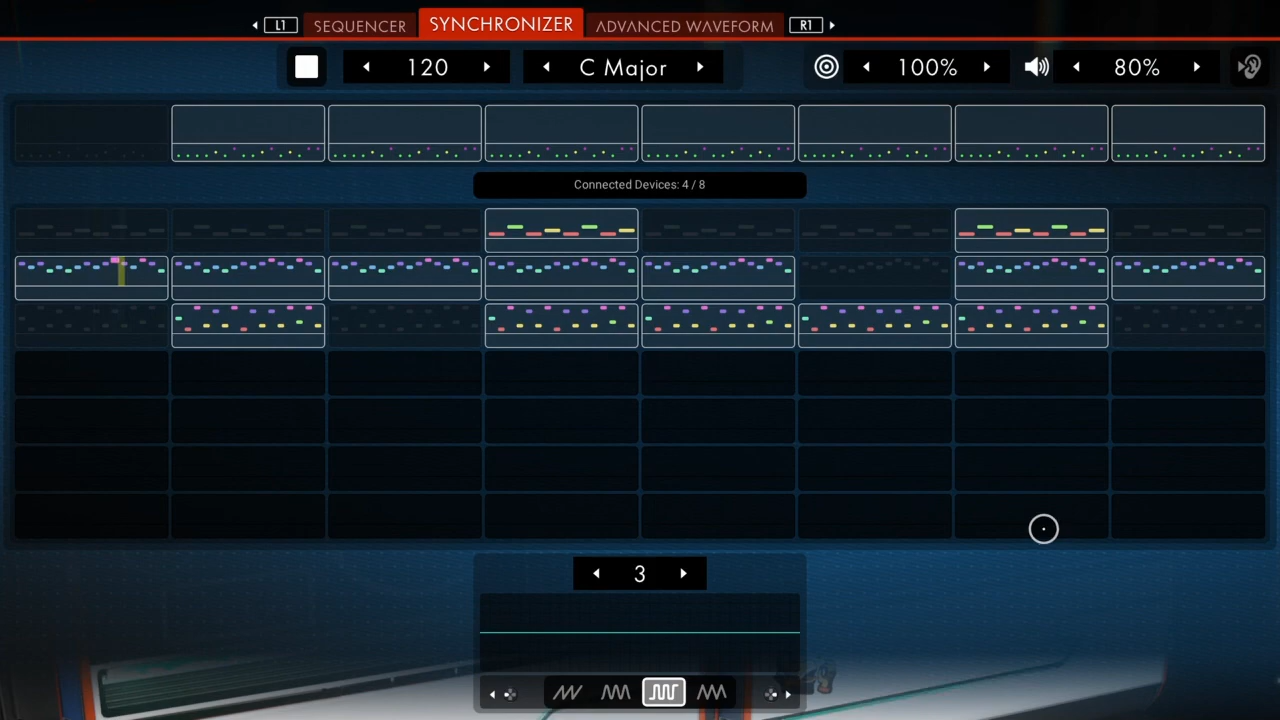 L1 SEQUENCER SYNCHRONIZER ADVANCED WAVEFORM R1
120 C Major 100% 80%
Connected Devices: 4 / 8
3